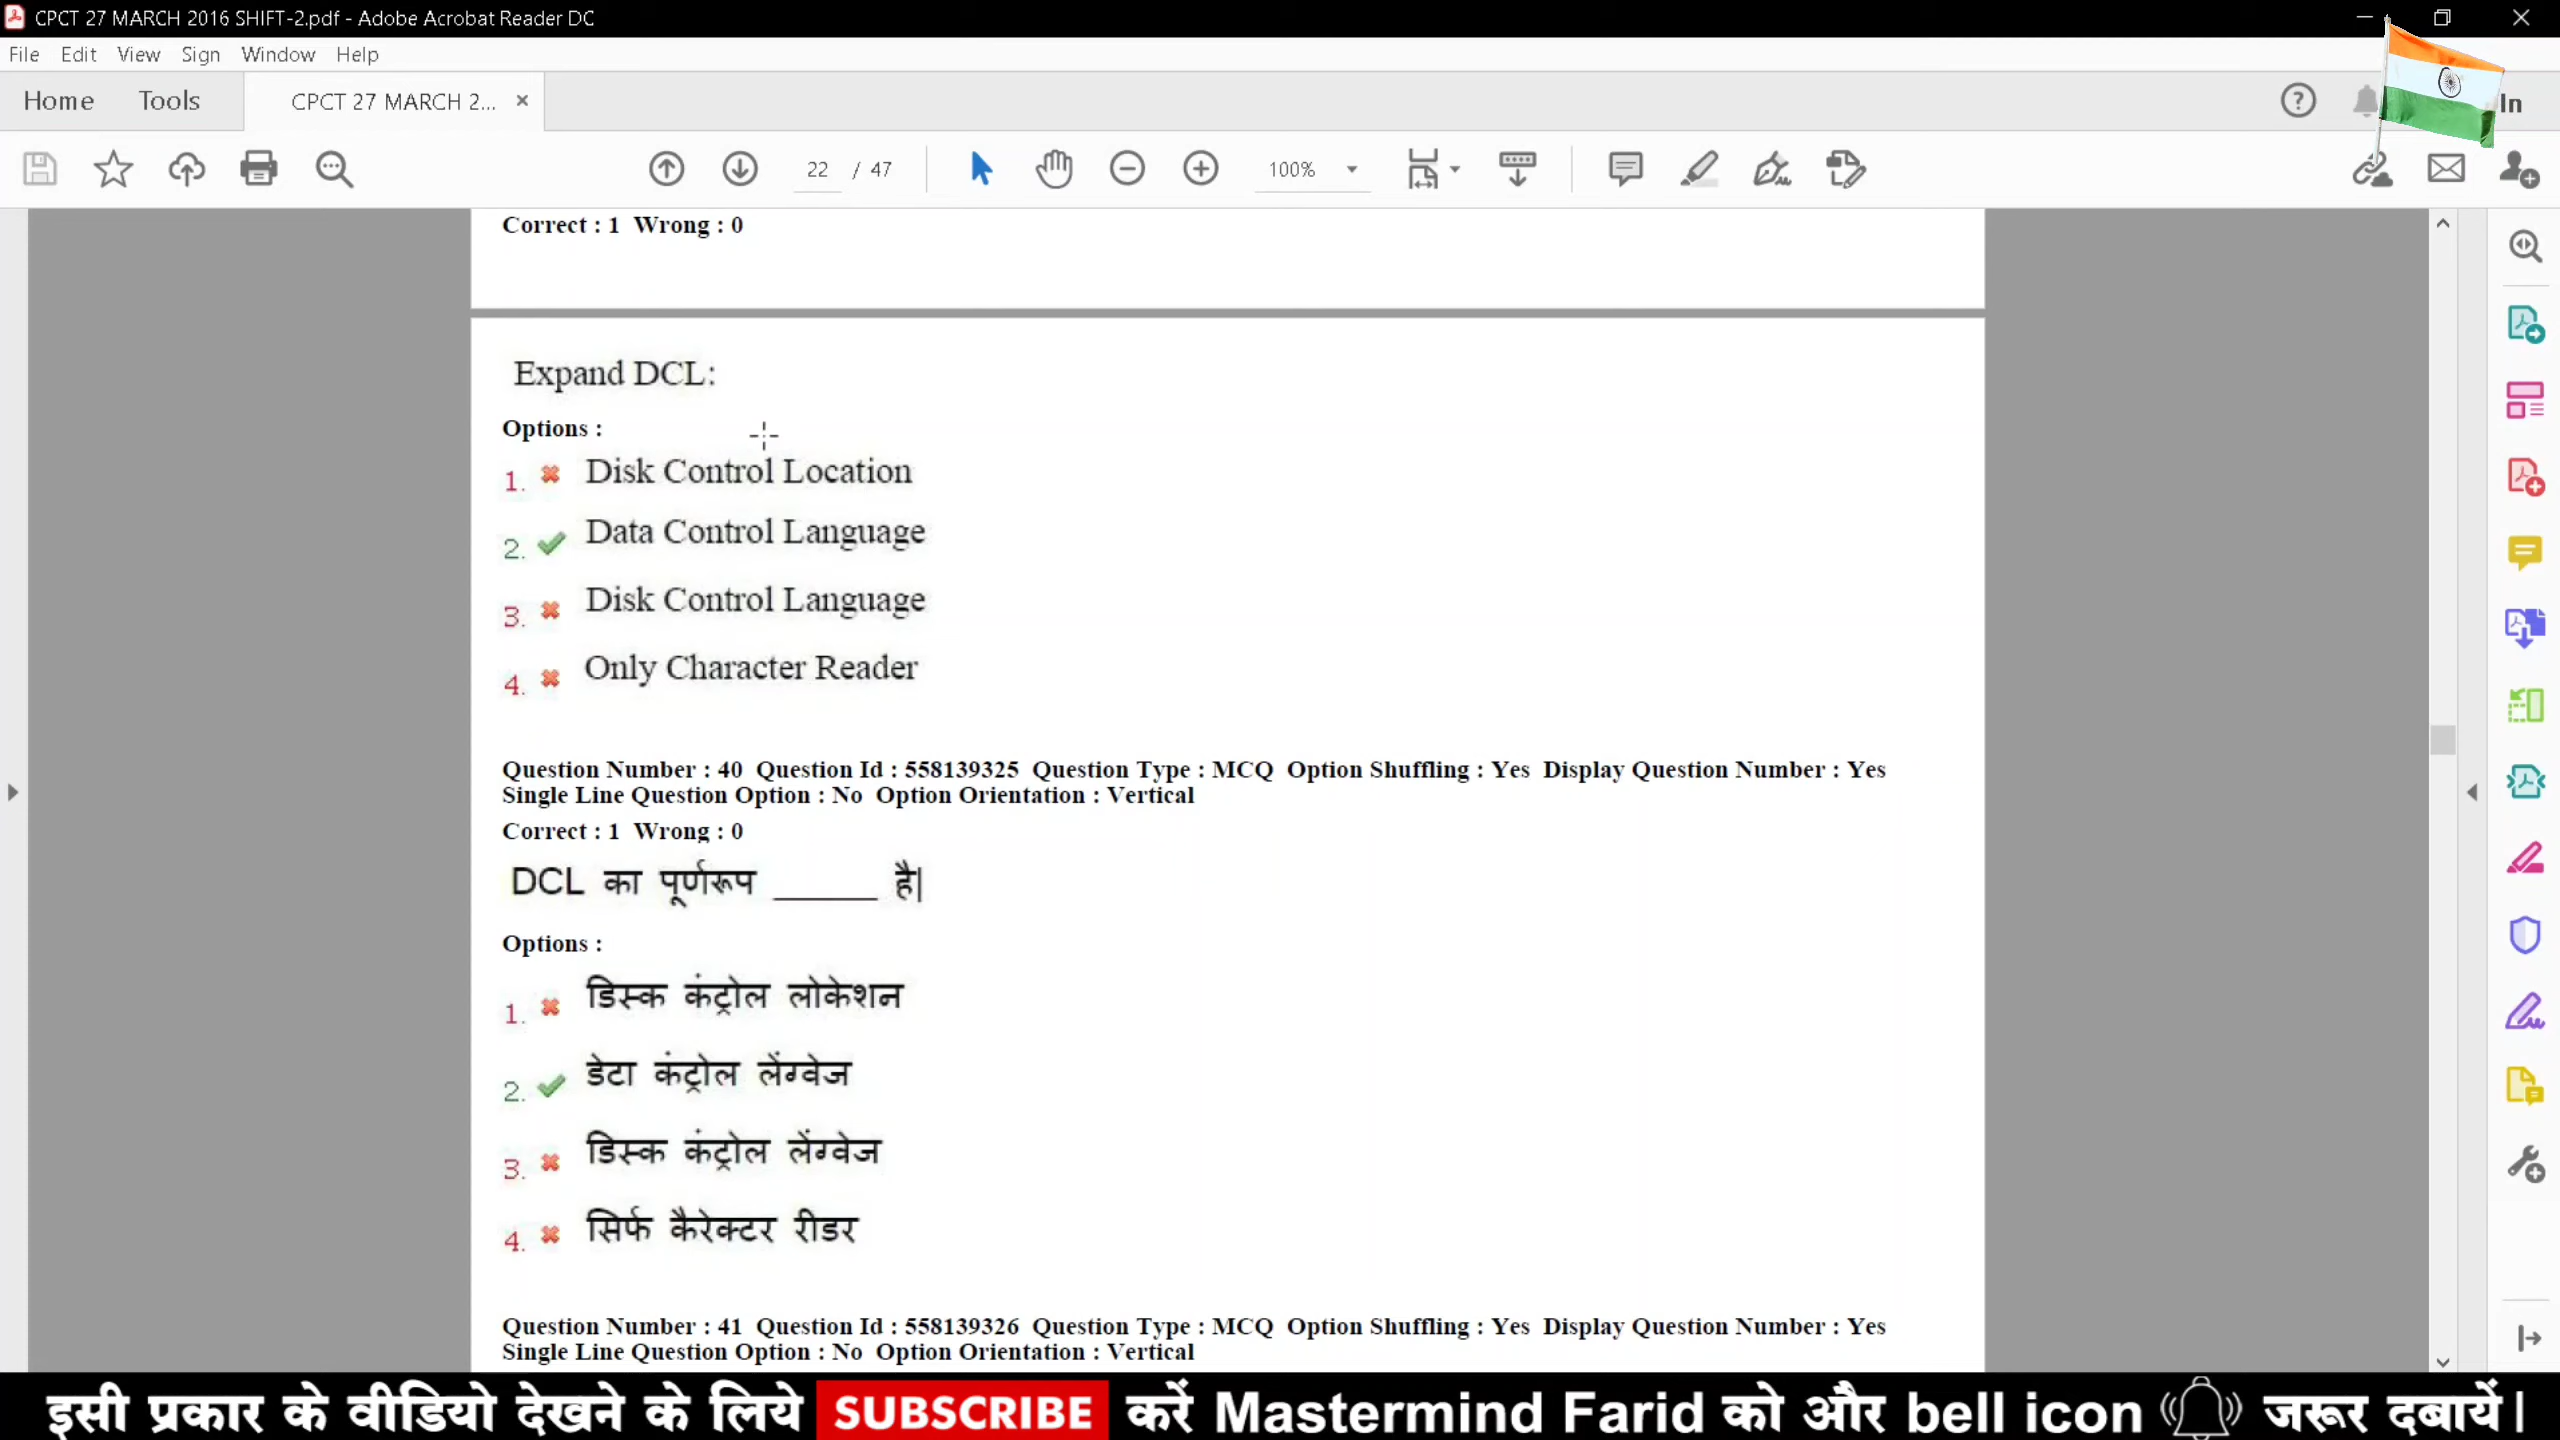 CPCT 27 MARCH 2016 SHIFT-2.pdf - Adobe Acrobat Reader DC
File Edit View Sign Window Help
Home Tools CPCT 27 MARCH 2... In
22 / 47 100%
Correct : 1 Wrong : 0
Expand DCL:
Options :
1. Disk Control Location
2. Data Control Language
3. Disk Control Language
4. Only Character Reader
Question Number : 40 Question Id : 558139325 Question Type : MCQ Option Shuffling : Yes Display Question Number : Yes
Single Line Question Option : No Option Orientation : Vertical
Correct : 1 Wrong : 0
DCL का पूर्णरूप ______ है|
Options :
1. डिस्क कंट्रोल लोकेशन
2. डेटा कंट्रोल लेंग्वेज
3. डिस्क कंट्रोल लेंग्वेज
4. सिर्फ कैरेक्टर रीडर
Question Number : 41 Question Id : 558139326 Question Type : MCQ Option Shuffling : Yes Display Question Number : Yes
Single Line Question Option : No Option Orientation : Vertical
इसी प्रकार के वीडियो देखने के लिये SUBSCRIBE करें Mastermind Farid को और bell icon जरूर दबायें|